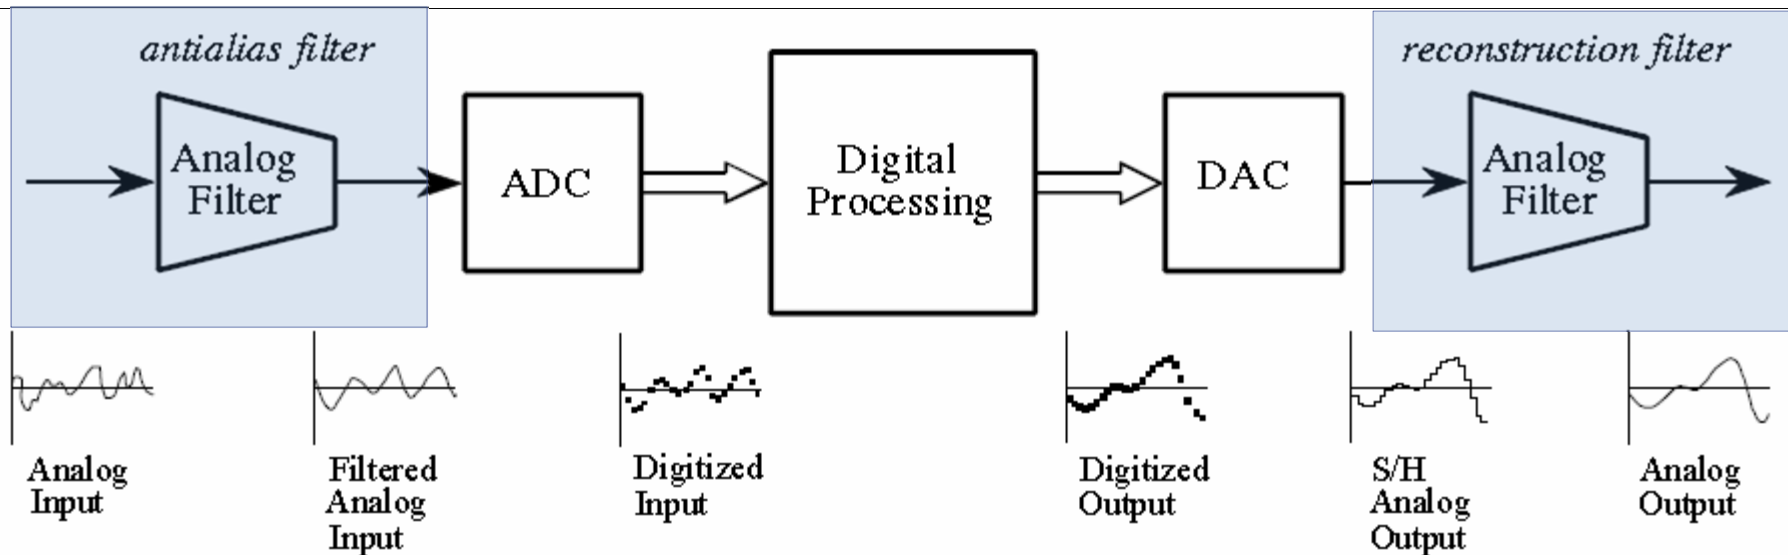 antialias filter
reconstruction filter
Analog
Filter
ADC
Digital
Processing
DAC
Analog
Filter
Analog
Input
Filtered
Analog
Input
Digitized
Input
Digitized
Output
S/H
Analog
Output
Analog
Output